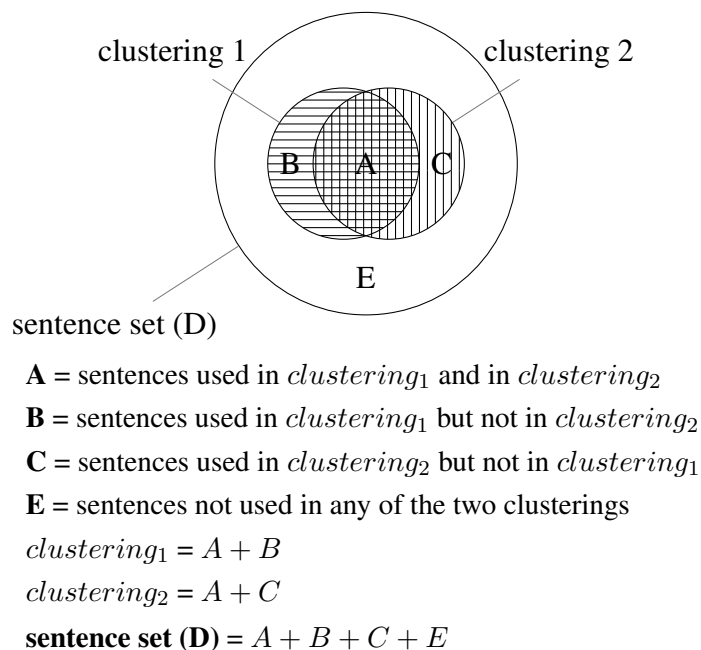 clustering 1 clustering 2
B A C
E
sentence set (D)
A = sentences used in clustering₁ and in clustering₂
B = sentences used in clustering₁ but not in clustering₂
C = sentences used in clustering₂ but not in clustering₁
E = sentences not used in any of the two clusterings
clustering₁ = A + B
clustering₂ = A + C
sentence set (D) = A + B + C + E